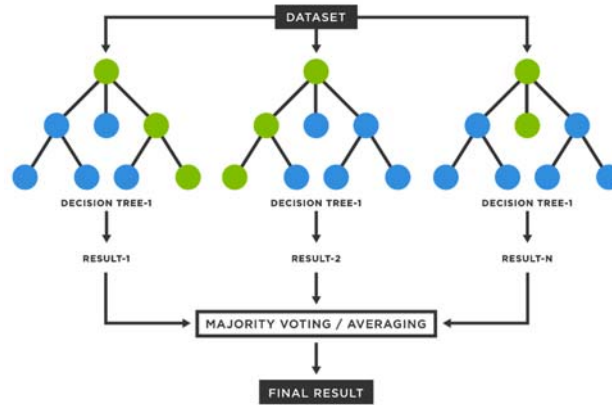 DATASET
DECISION TREE-1
DECISION TREE-1
DECISION TREE-1
RESULT-1
RESULT-2
RESULT-N
MAJORITY VOTING / AVERAGING
FINAL RESULT